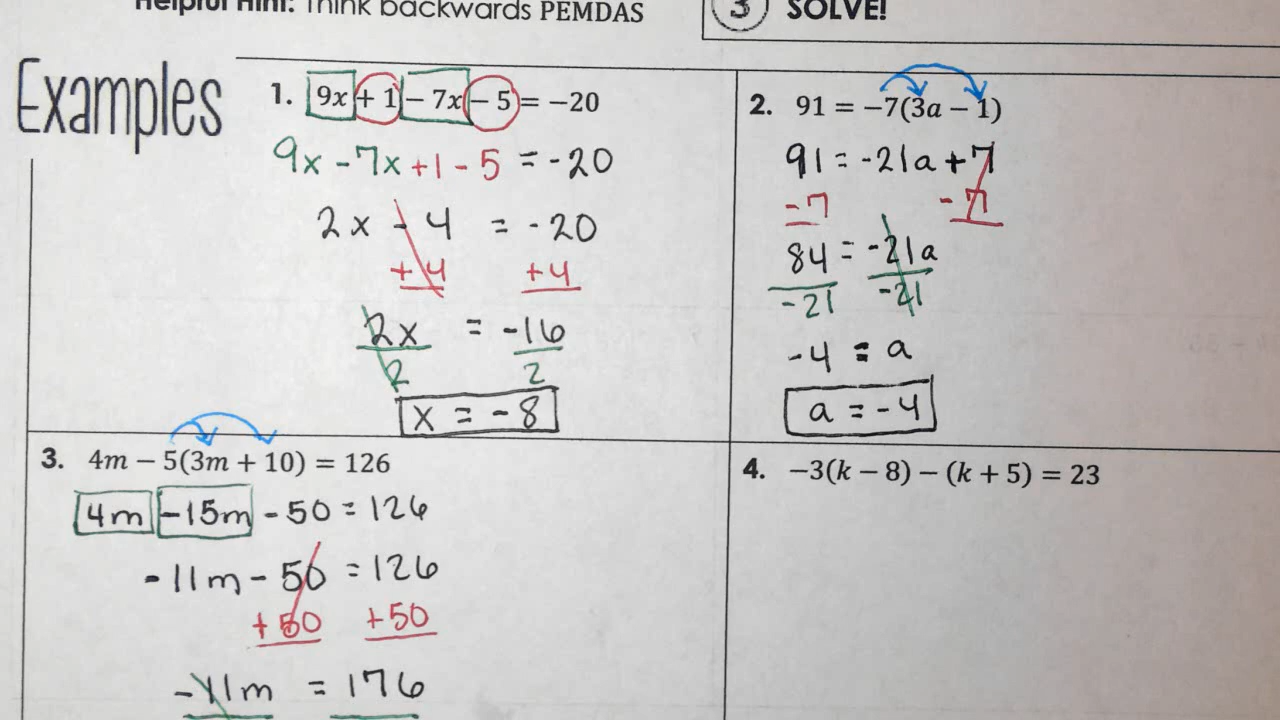 Helpful Hint: Think backwards PEMDAS
3 SOLVE!
Examples
1. 9x + 1 - 7x - 5 = -20
9x - 7x + 1 - 5 = -20
2x - 4 = -20
+4 +4
2x = -16
2 2
x = -8
2. 91 = -7(3a - 1)
91 = -21a + 7
-7 -7
84 = -21a
-21 -21
-4 = a
a = -4
3. 4m - 5(3m + 10) = 126
4m - 15m - 50 = 126
-11m - 50 = 126
+50 +50
-11m = 176
4. -3(k - 8) - (k + 5) = 23